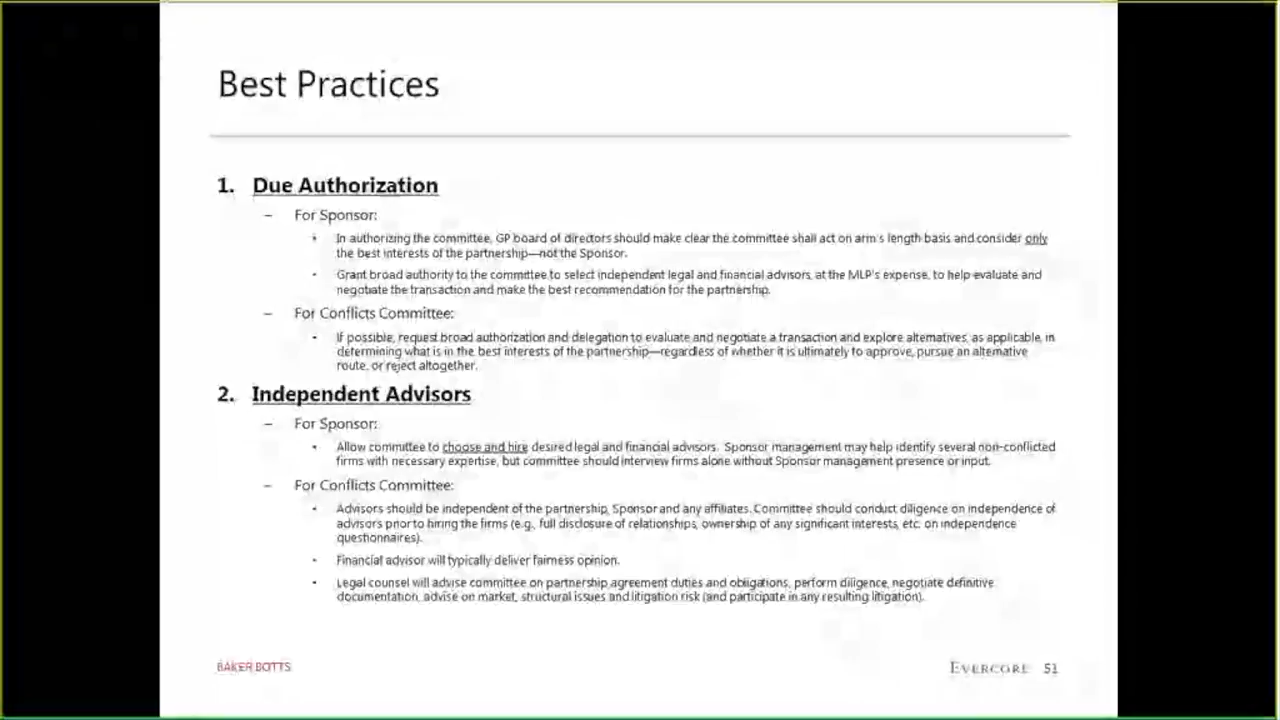 Best Practices
1. Due Authorization
– For Sponsor:
• In authorizing the committee, GP board of directors should make clear the committee shall act on arm's length basis and consider only
the best interests of the partnership—not the Sponsor.
• Grant broad authority to the committee to select independent legal and financial advisors, at the MLP's expense, to help evaluate and
negotiate the transaction and make the best recommendation for the partnership.
– For Conflicts Committee:
• If possible, request broad authorization and delegation to evaluate and negotiate a transaction and explore alternatives, as applicable, in
determining what is in the best interests of the partnership—regardless of whether it is ultimately to approve, pursue an alternative
route, or reject altogether.
2. Independent Advisors
– For Sponsor:
• Allow committee to choose and hire desired legal and financial advisors. Sponsor management may help identify several non-conflicted
firms with necessary expertise, but committee should interview firms alone without Sponsor management presence or input.
– For Conflicts Committee:
• Advisors should be independent of the partnership, Sponsor and any affiliates. Committee should conduct diligence on independence of
advisors prior to hiring the firms (e.g., full disclosure of relationships, ownership of any significant interests, etc. on independence
questionnaires).
• Financial advisor will typically deliver fairness opinion.
• Legal counsel will advise committee on partnership agreement duties and obligations, perform diligence, negotiate definitive
documentation, advise on market, structural issues and litigation risk (and participate in any resulting litigation).
BAKER BOTTS
EVERCORE 51